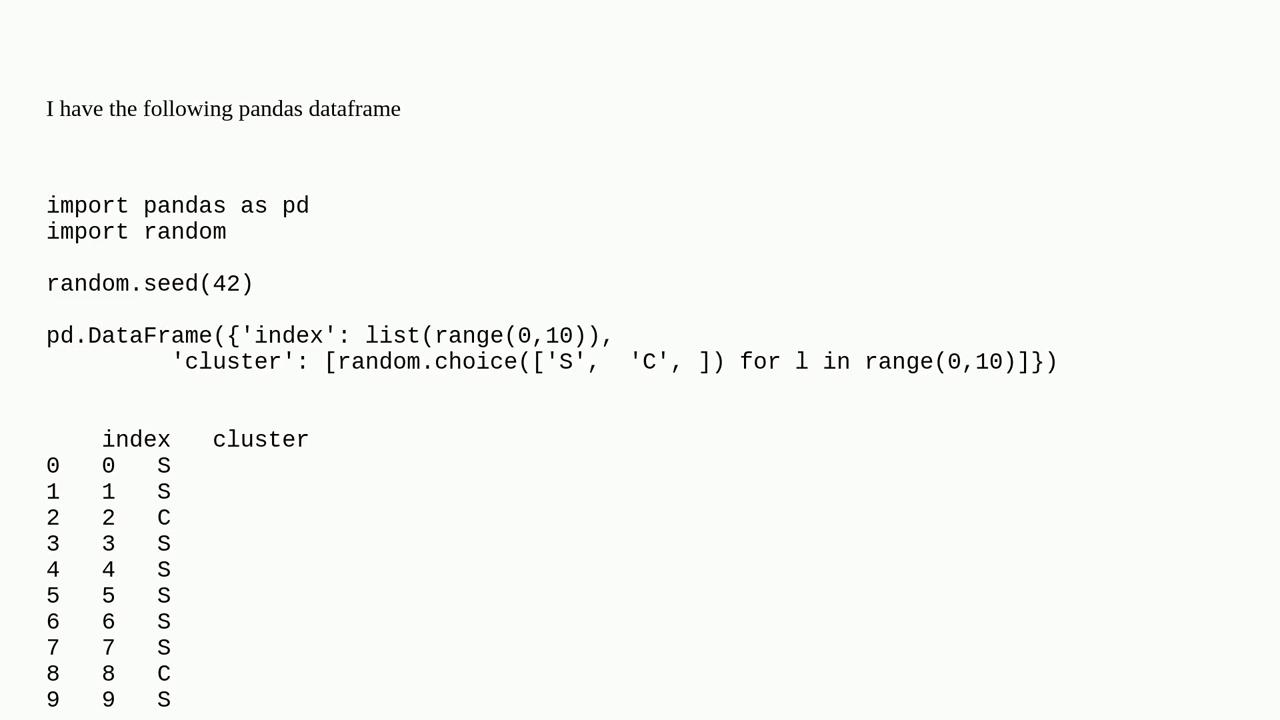 I have the following pandas dataframe
import pandas as pd
import random
random.seed(42)
pd.DataFrame({'index': list(range(0,10)),
         'cluster': [random.choice(['S',  'C', ]) for l in range(0,10)]})
    index   cluster
0   0   S
1   1   S
2   2   C
3   3   S
4   4   S
5   5   S
6   6   S
7   7   S
8   8   C
9   9   S